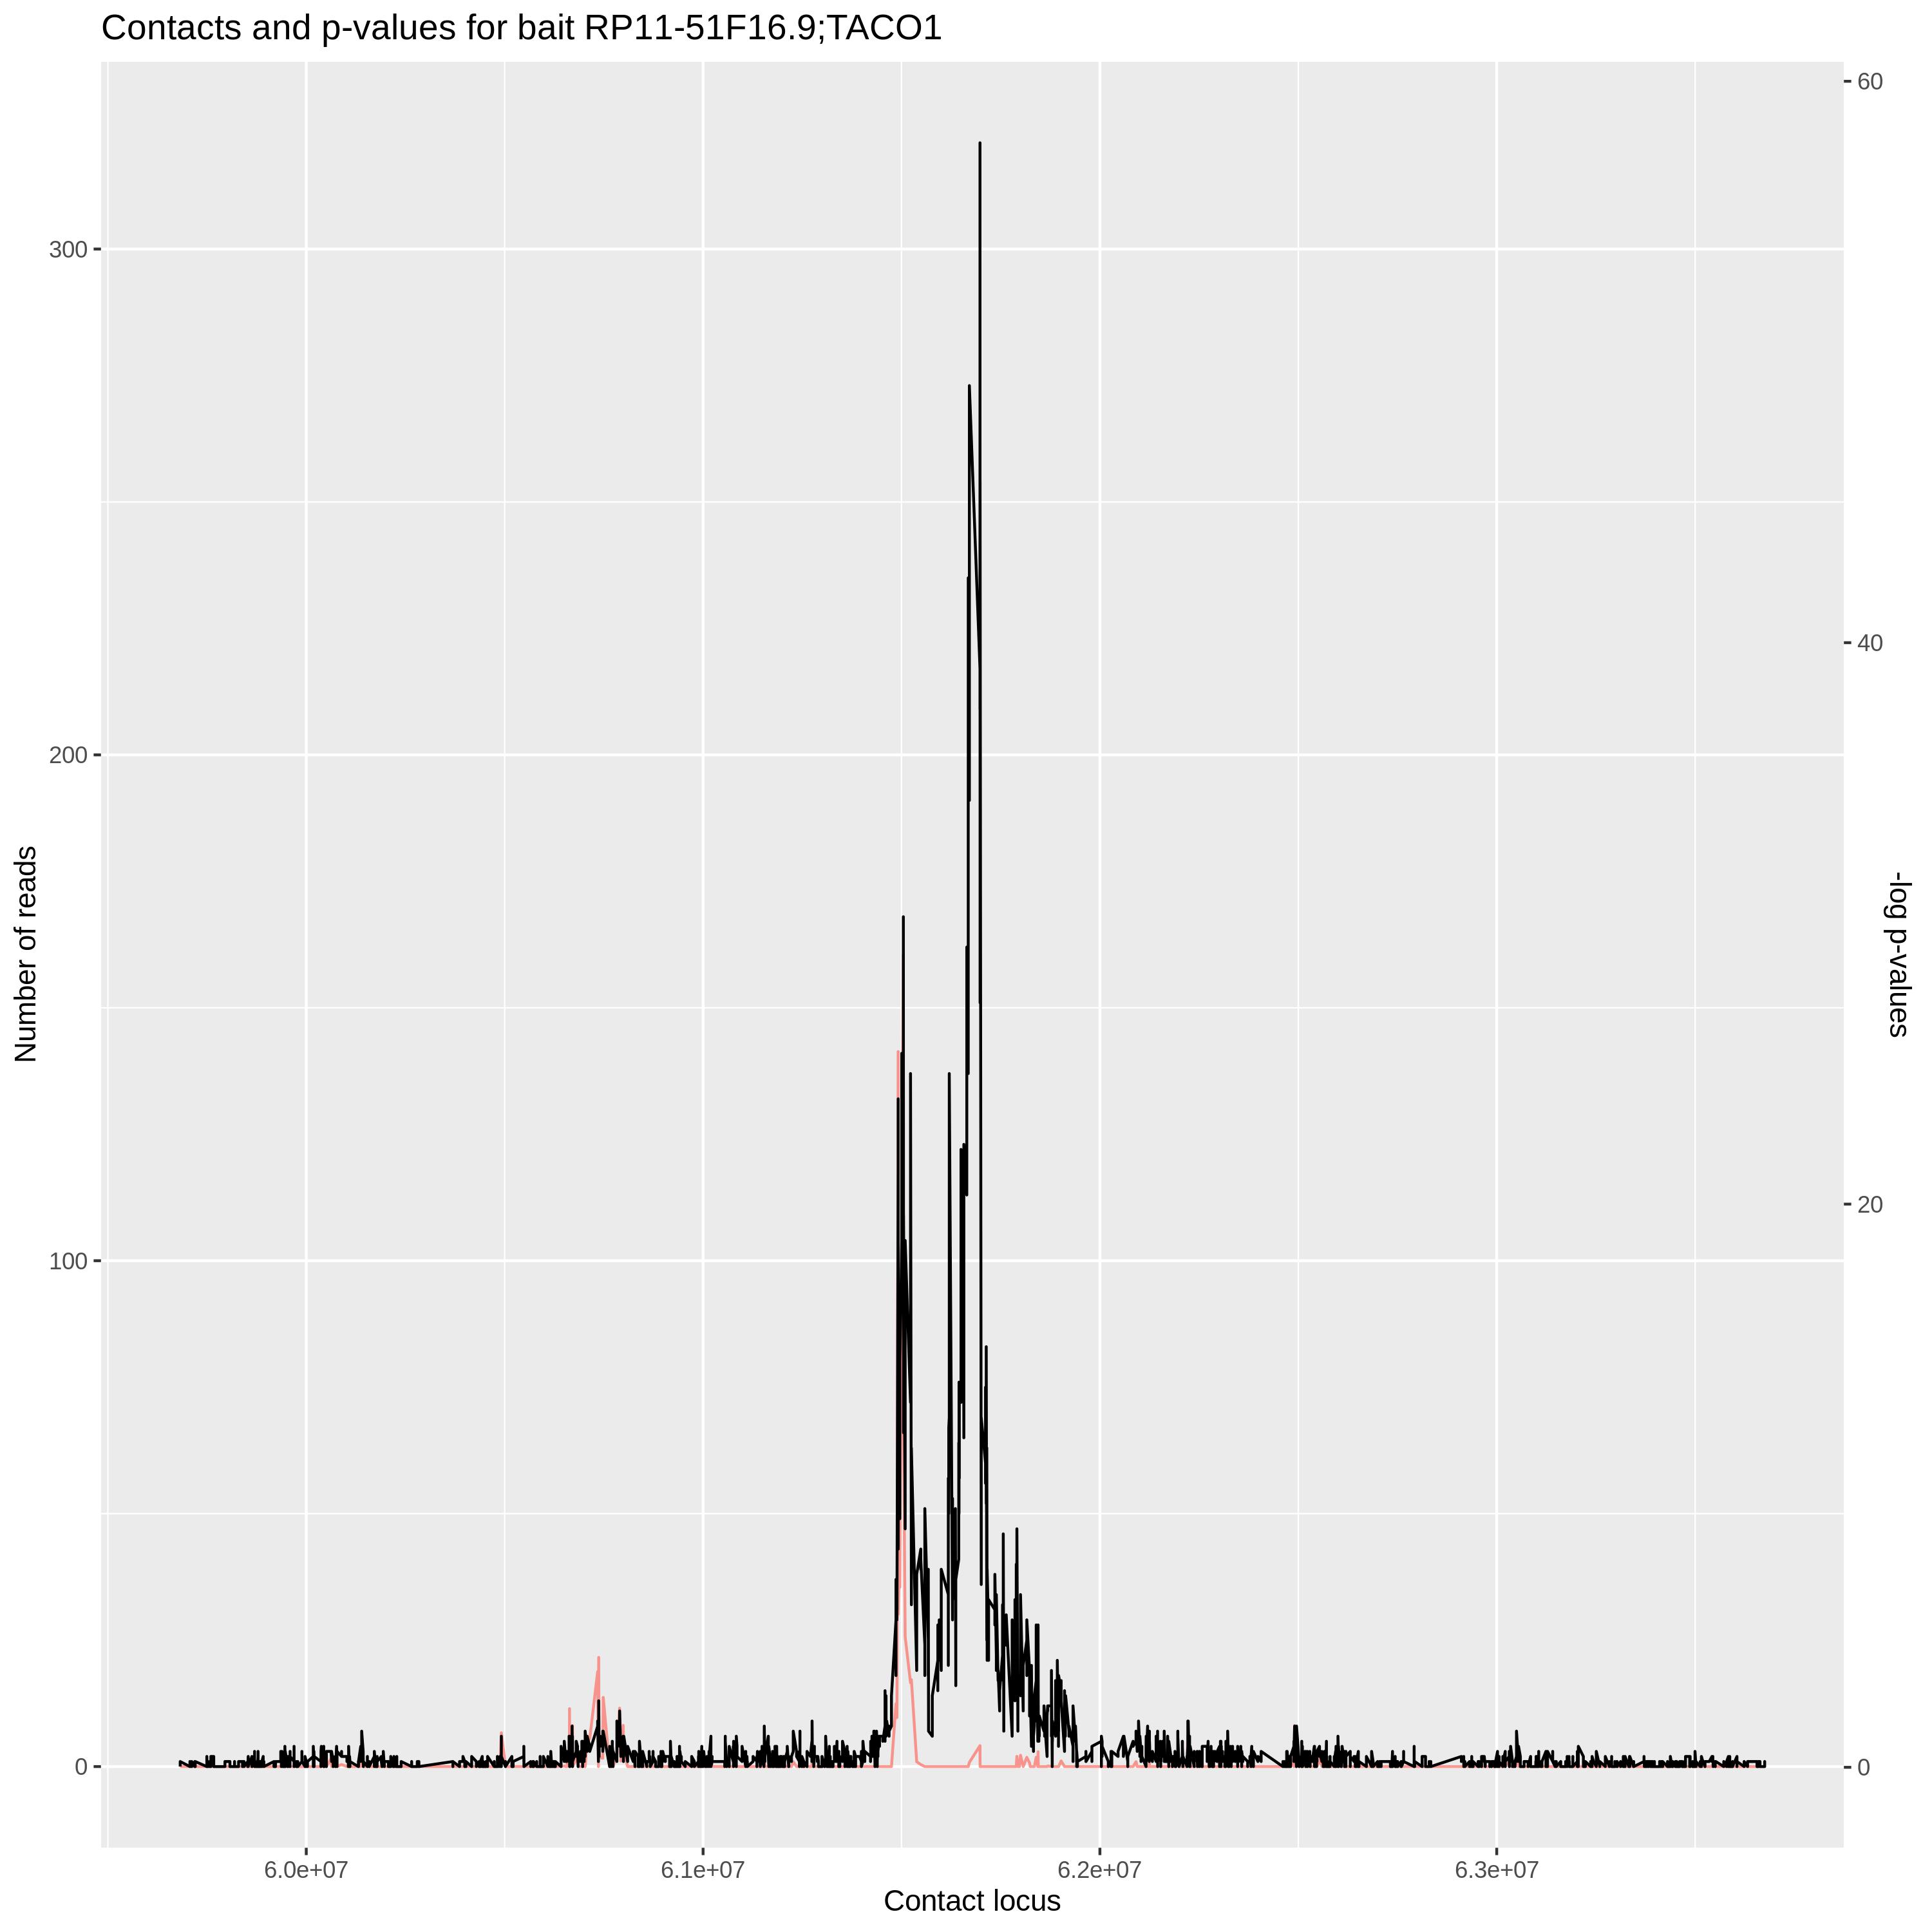 Contacts and p-values for bait RP11-51F16.9;TACO1
Number of reads
300
200
100
0
60
40
20
0
-log p-values
6.0e+07
6.1e+07
6.2e+07
6.3e+07
Contact locus